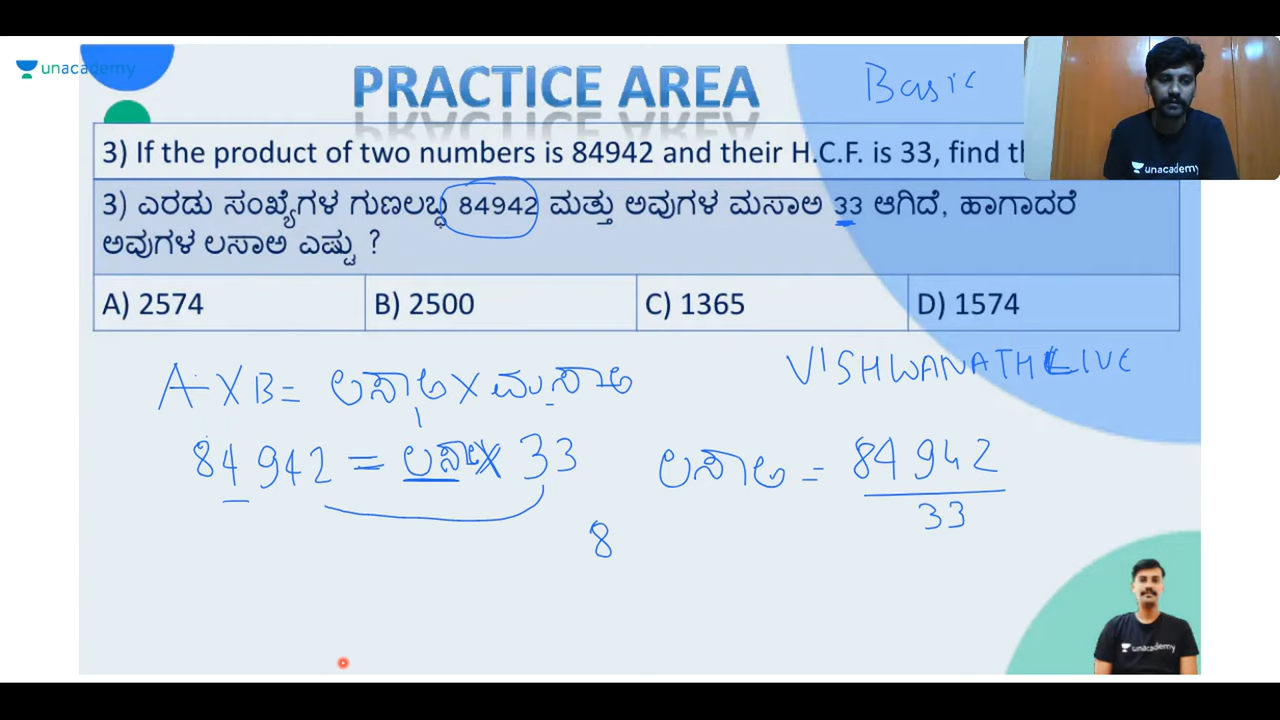 unacademy
PRACTICE AREA
Basic
3) If the product of two numbers is 84942 and their H.C.F. is 33, find th
3) ಎರಡು ಸಂಖ್ಯೆಗಳ ಗುಣಲಬ್ಧ 84942 ಮತ್ತು ಅವುಗಳ ಮಸಾಅ 33 ಆಗಿದೆ, ಹಾಗಾದರೆ
ಅವುಗಳ ಲಸಾಅ ಎಷ್ಟು ?
A) 2574 B) 2500 C) 1365 D) 1574
A X B = ಲಸಾಅ X ಮಸಾಅ
VISHWANATHLIVE
84942 = ಲಸಾಅ X 33
ಲಸಾಅ = 84942
33
8
unacademy
unacademy